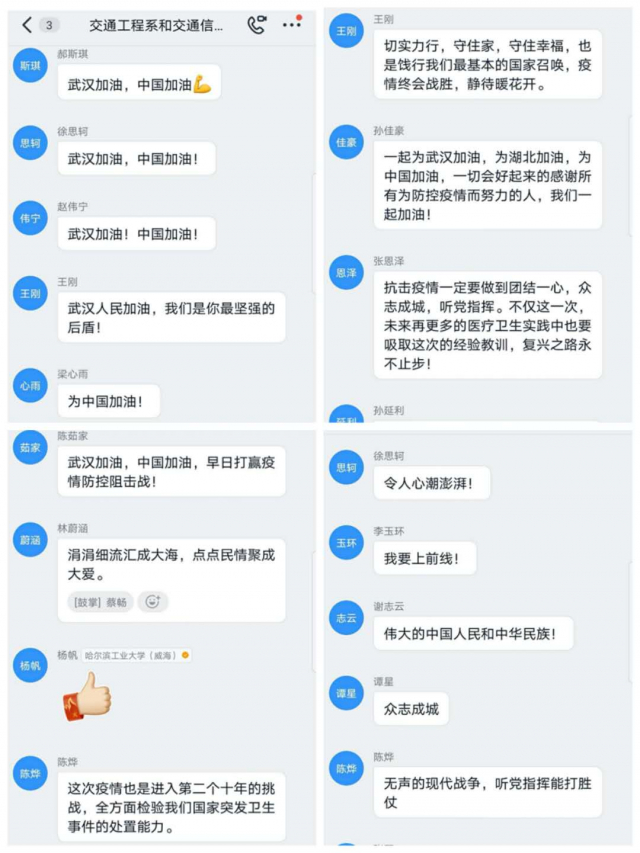 3
交通工程系和交通信...
斯琪
郝斯琪
武汉加油，中国加油💪
思轲
徐思轲
武汉加油，中国加油！
伟宁
赵伟宁
武汉加油！中国加油！
王刚
王刚
武汉人民加油，我们是你最坚强的
后盾！
心雨
梁心雨
为中国加油！
王刚
王刚
切实力行，守住家，守住幸福，也
是饯行我们最基本的国家召唤，疫
情终会战胜，静待暖花开。
佳豪
孙佳豪
一起为武汉加油，为湖北加油，为
中国加油，一切会好起来的感谢所
有为防控疫情而努力的人，我们一
起加油！
恩泽
张恩泽
抗击疫情一定要做到团结一心，众
志成城，听党指挥。不仅这一次，
未来再更多的医疗卫生实践中也要
吸取这次的经验教训，复兴之路永
不止步！
延利
孙延利
茹家
陈茹家
武汉加油，中国加油，早日打赢疫
情防控阻击战！
蔚涵
林蔚涵
涓涓细流汇成大海，点点民情聚成
大爱。
[鼓掌] 蔡畅
杨帆
杨帆 哈尔滨工业大学（威海）
陈烨
陈烨
这次疫情也是进入第二个十年的挑
战，全方面检验我们国家突发卫生
事件的处置能力。
思轲
徐思轲
令人心潮澎湃！
玉环
李玉环
我要上前线！
志云
谢志云
伟大的中国人民和中华民族！
谭星
谭星
众志成城
陈烨
陈烨
无声的现代战争，听党指挥能打胜
仗